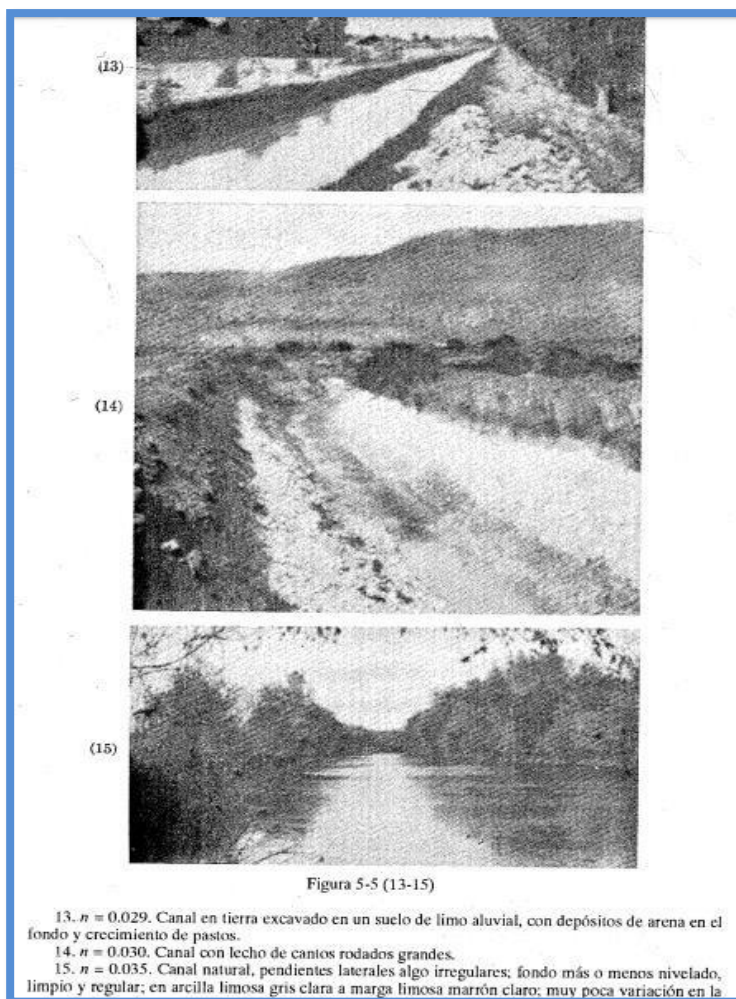 (13)
(14)
(15)
Figura 5-5 (13-15)
13. n = 0.029. Canal en tierra excavado en un suelo de limo aluvial, con depósitos de arena en el
fondo y crecimiento de pastos.
14. n = 0.030. Canal con lecho de cantos rodados grandes.
15. n = 0.035. Canal natural, pendientes laterales algo irregulares; fondo más o menos nivelado,
limpio y regular; en arcilla limosa gris clara a marga limosa marrón claro; muy poca variación en la